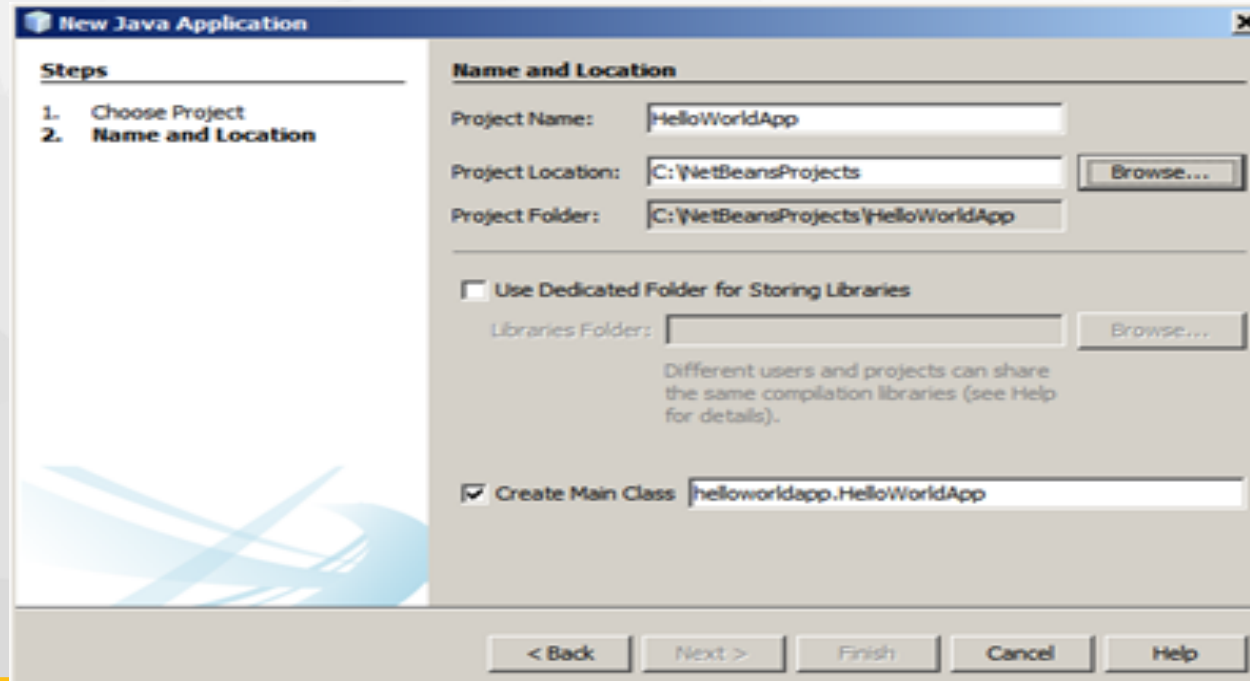 New Java Application
Steps
1. Choose Project
2. Name and Location
Name and Location
Project Name: HelloWorldApp
Project Location: C:\NetBeansProjects Browse...
Project Folder: C:\NetBeansProjects\HelloWorldApp
Use Dedicated Folder for Storing Libraries
Libraries Folder: Browse...
Different users and projects can share
the same compilation libraries (see Help
for details).
Create Main Class helloworldapp.HelloWorldApp
< Back Next > Finish Cancel Help